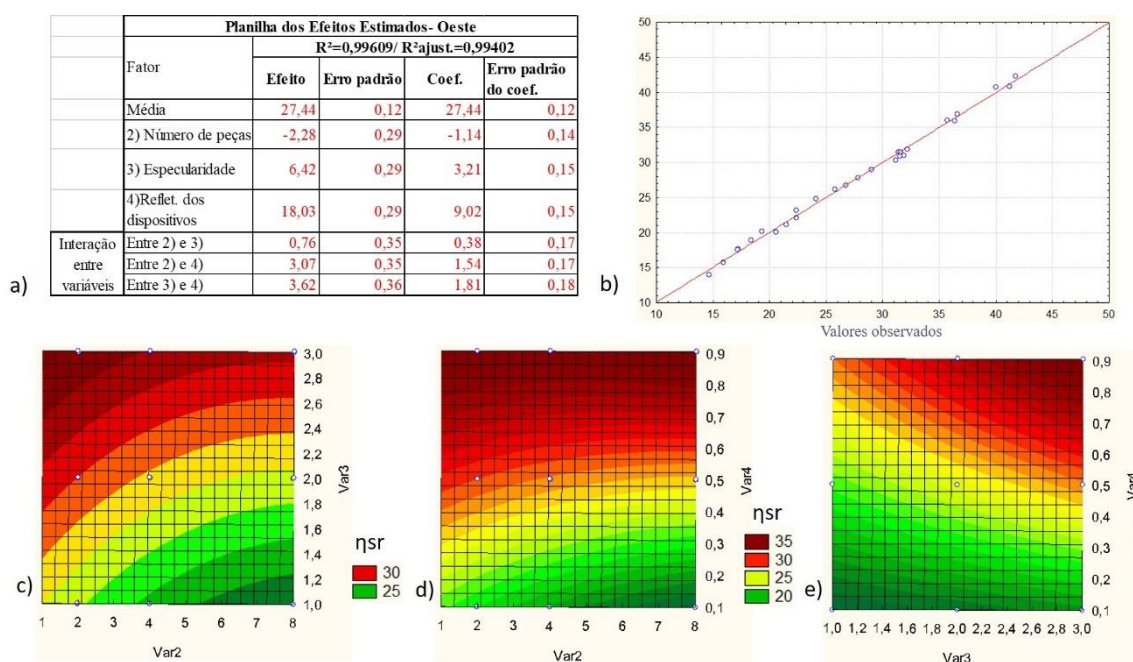 a)
Planilha dos Efeitos Estimados- Oeste
Fator
R²=0,99609/ R²ajust.=0,99402
Efeito Erro padrão Coef. Erro padrão do coef.
Média 27,44 0,12 27,44 0,12
2) Número de peças -2,28 0,29 -1,14 0,14
3) Especularidade 6,42 0,29 3,21 0,15
4)Reflet. dos
dispositivos 18,03 0,29 9,02 0,15
Interação
entre
variáveis
Entre 2) e 3) 0,76 0,35 0,38 0,17
Entre 2) e 4) 3,07 0,35 1,54 0,17
Entre 3) e 4) 3,62 0,36 1,81 0,18
b)
50
45
40
35
30
25
20
15
10
10 15 20 25 30 35 40 45 50
Valores observados
c)
3,0
2,8
2,6
2,4
2,2
2,0
1,8
1,6
1,4
1,2
1,0
Var3
1 2 3 4 5 6 7 8
Var2
ηsr
30
25
d)
0,9
0,8
0,7
0,6
0,5
0,4
0,3
0,2
0,1
Var4
1 2 3 4 5 6 7 8
Var2
ηsr
35
30
25
20
e)
0,9
0,8
0,7
0,6
0,5
0,4
0,3
0,2
0,1
Var4
1,0 1,2 1,4 1,6 1,8 2,0 2,2 2,4 2,6 2,8 3,0
Var3